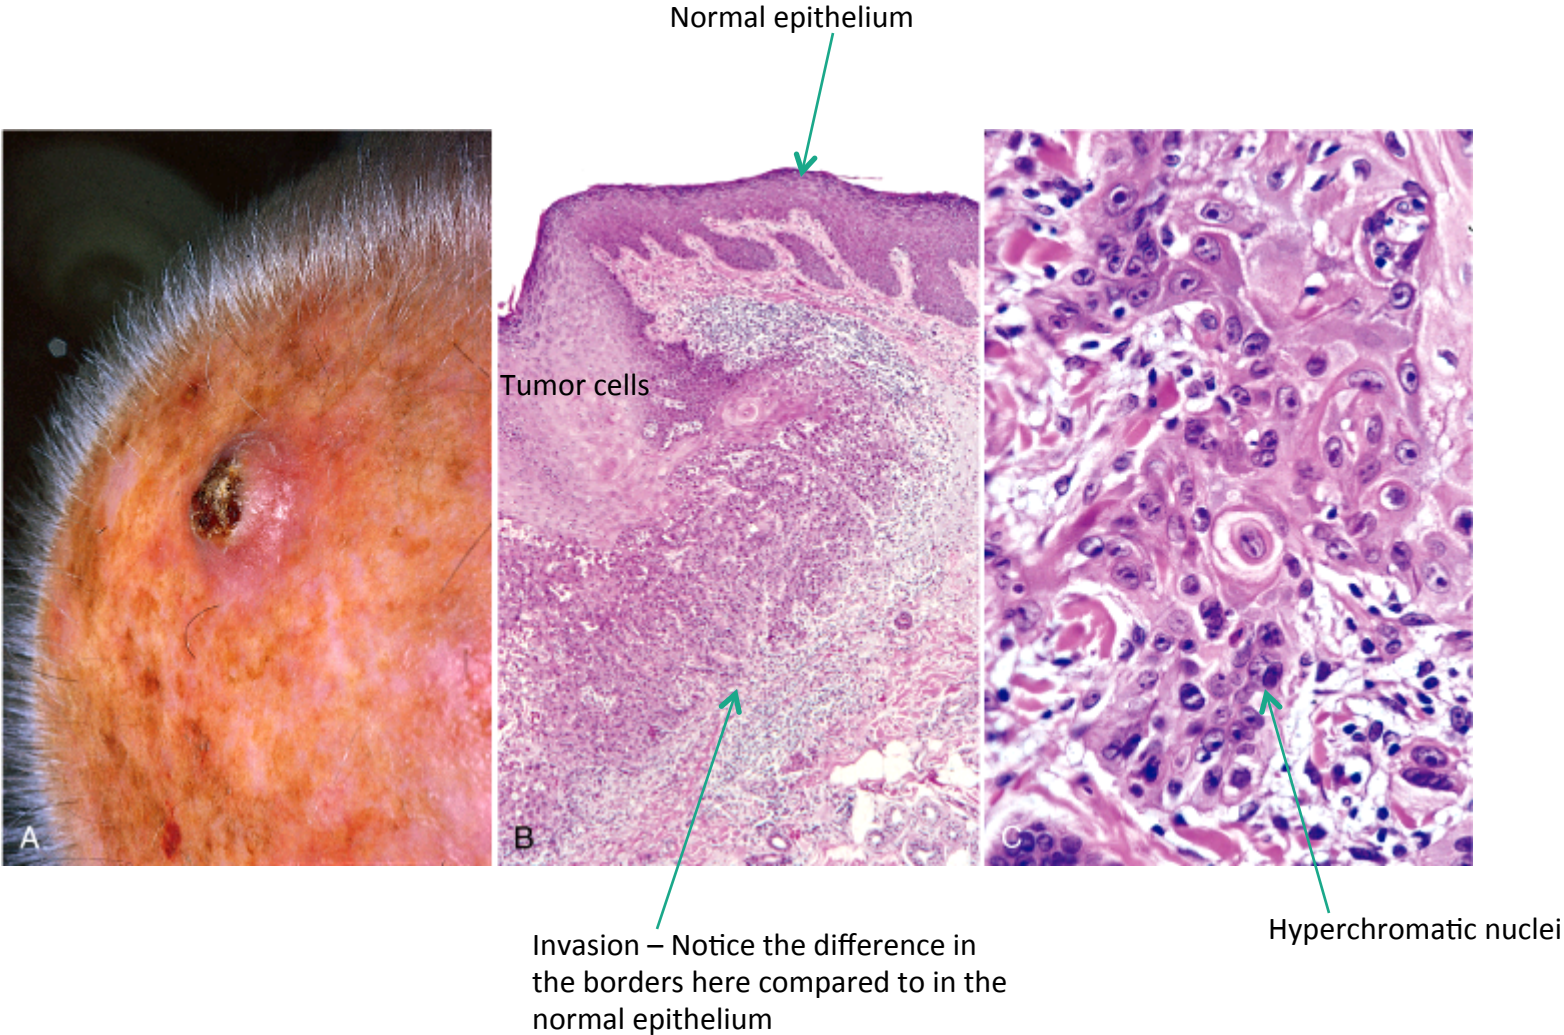 Normal epithelium
Tumor cells
A
B
C
Invasion – Notice the difference in
the borders here compared to in the
normal epithelium
Hyperchromatic nuclei